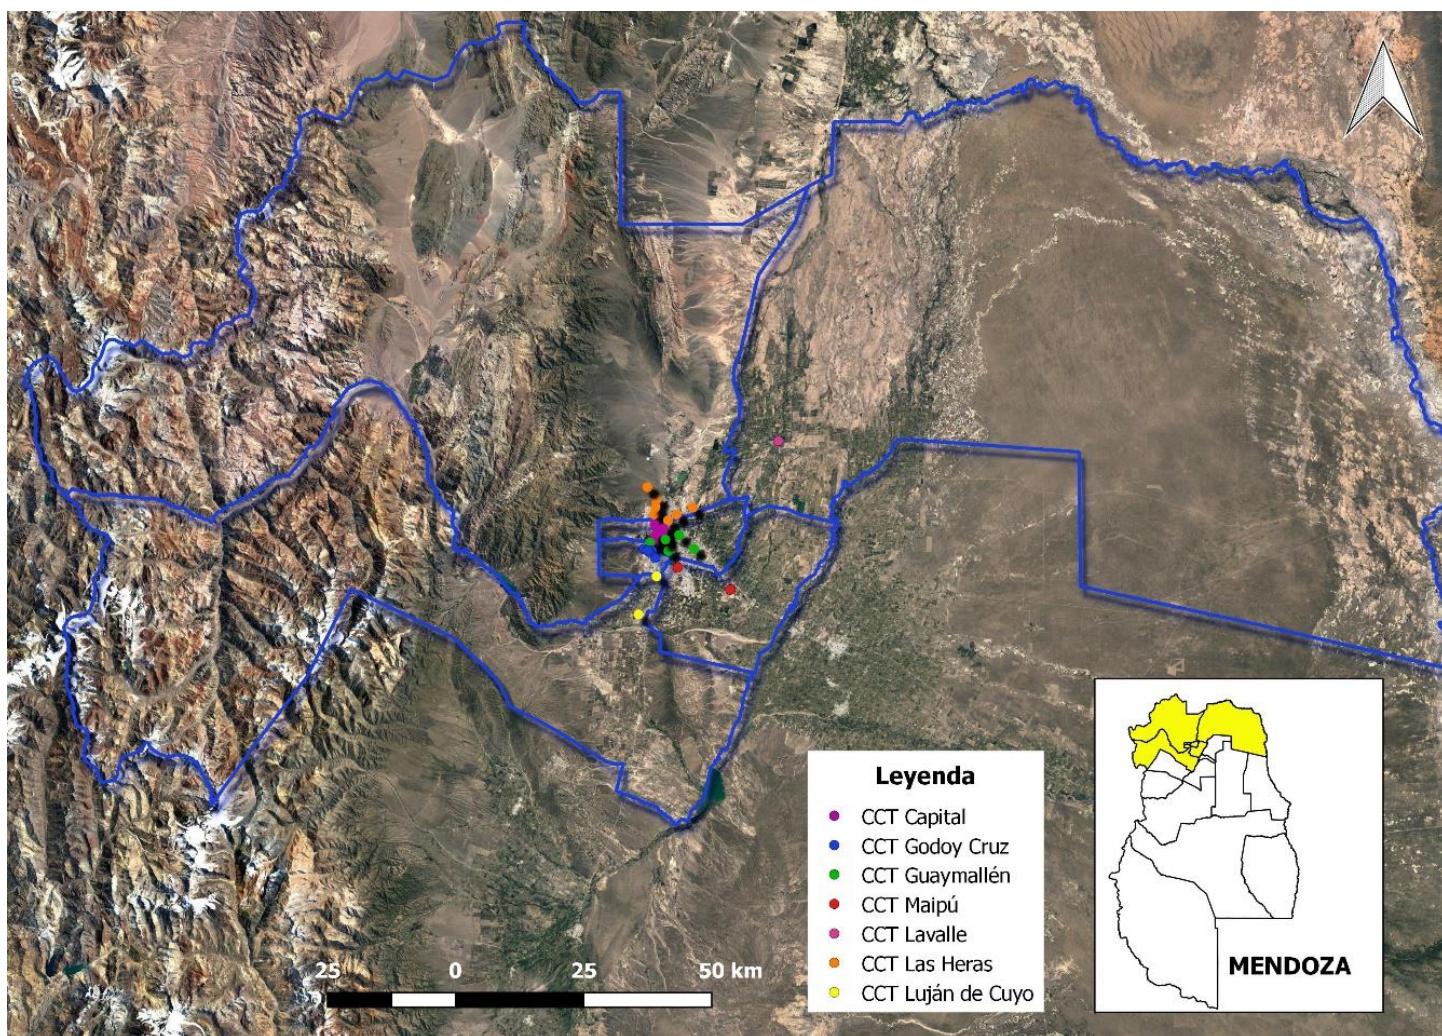 Leyenda
CCT Capital
CCT Godoy Cruz
CCT Guaymallén
CCT Maipú
CCT Lavalle
CCT Las Heras
CCT Luján de Cuyo
25 0 25 50 km
MENDOZA